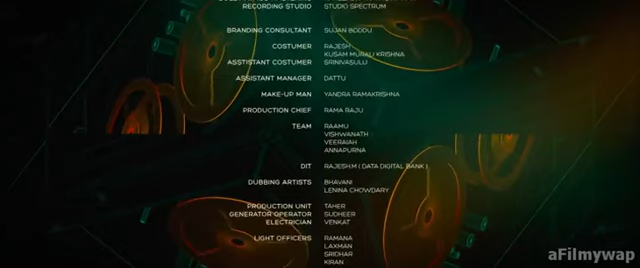 RECORDING STUDIO STUDIO SPECTRUM
BRANDING CONSULTANT SUJAN BODDU
COSTUMER RAJESH
KUSAM MURALI KRISHNA
ASSTISTANT COSTUMER SRINIVASULU
ASSISTANT MANAGER DATTU
MAKE-UP MAN YANDRA RAMAKRISHNA
PRODUCTION CHIEF RAMA RAJU
TEAM RAAMU
VISHWANATH
VEERAIAH
ANNAPURNA
DIT RAJESH.M ( DATA DIGITAL BANK )
DUBBING ARTISTS BHAVANI
LENINA CHOWDARY
PRODUCTION UNIT TAHER
GENERATOR OPERATOR SUDHEER
ELECTRICIAN VENKAT
LIGHT OFFICERS RAMANA
LAXMAN
SRIDHAR
KIRAN
aFilmywap